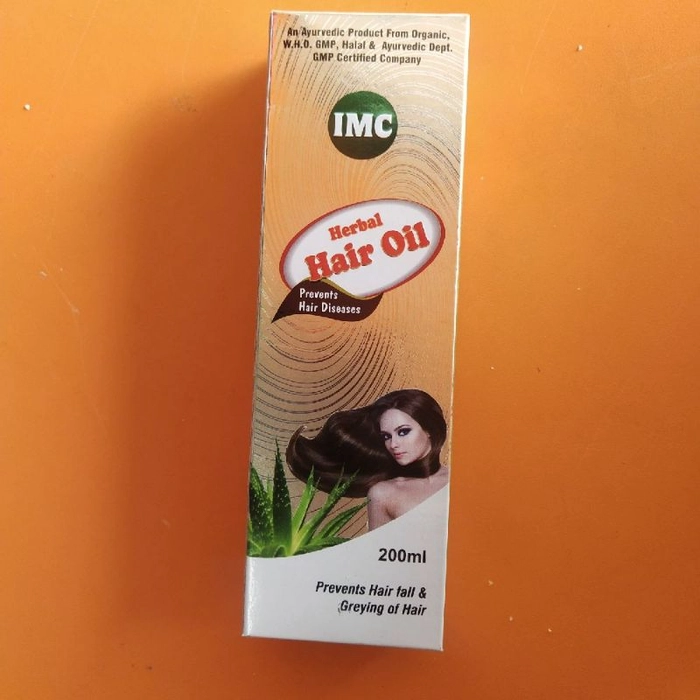 An Ayurvedic Product From Organic,
W.H.O. GMP, Halal & Ayurvedic Dept.
GMP Certified Company
IMC
Herbal
Hair Oil
Prevents
Hair Diseases
200ml
Prevents Hair fall &
Greying of Hair